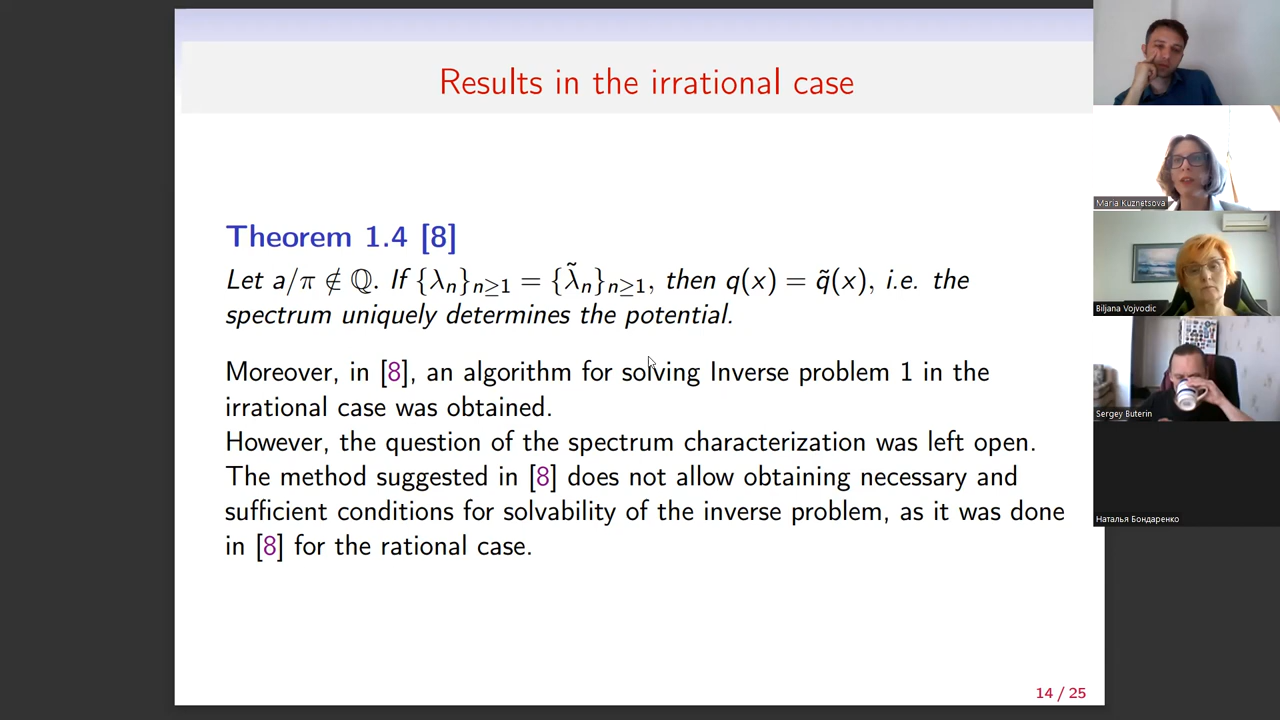 Results in the irrational case
Theorem 1.4 [8]
Let a/π ∉ ℚ. If {λₙ}ₙ≥₁ = {λ̃ₙ}ₙ≥₁, then q(x) = q̃(x), i.e. the
spectrum uniquely determines the potential.
Moreover, in [8], an algorithm for solving Inverse problem 1 in the
irrational case was obtained.
However, the question of the spectrum characterization was left open.
The method suggested in [8] does not allow obtaining necessary and
sufficient conditions for solvability of the inverse problem, as it was done
in [8] for the rational case.
14 / 25
Maria Kuznetsova
Biljana Vojvodic
Sergey Buterin
Наталья Бондаренко